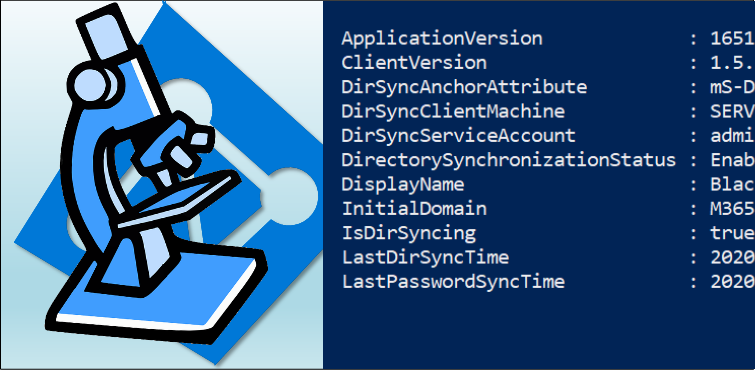 ApplicationVersion : 1651
ClientVersion : 1.5.
DirSyncAnchorAttribute : mS-D
DirSyncClientMachine : SERV
DirSyncServiceAccount : admi
DirectorySynchronizationStatus : Enab
DisplayName : Blac
InitialDomain : M365
IsDirSyncing : true
LastDirSyncTime : 2020
LastPasswordSyncTime : 2020